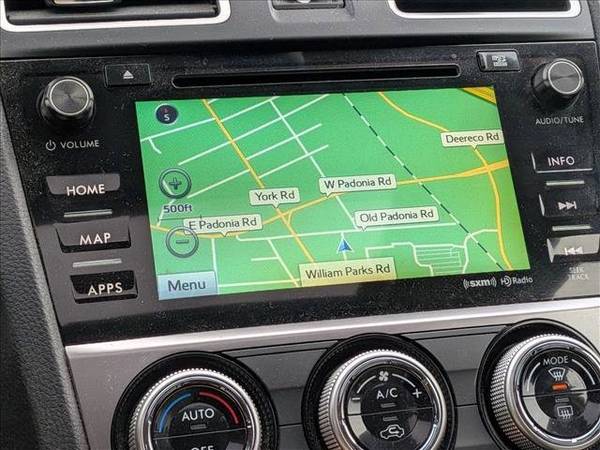 VOLUME
HOME
MAP
APPS
S
500ft
Deereco Rd
W Padonia Rd
York Rd
E Padonia Rd
Old Padonia Rd
William Parks Rd
Menu
sxm HD Radio
AUDIO/TUNE
INFO
SEEK
TRACK
AUTO
OFF
A/C
MODE